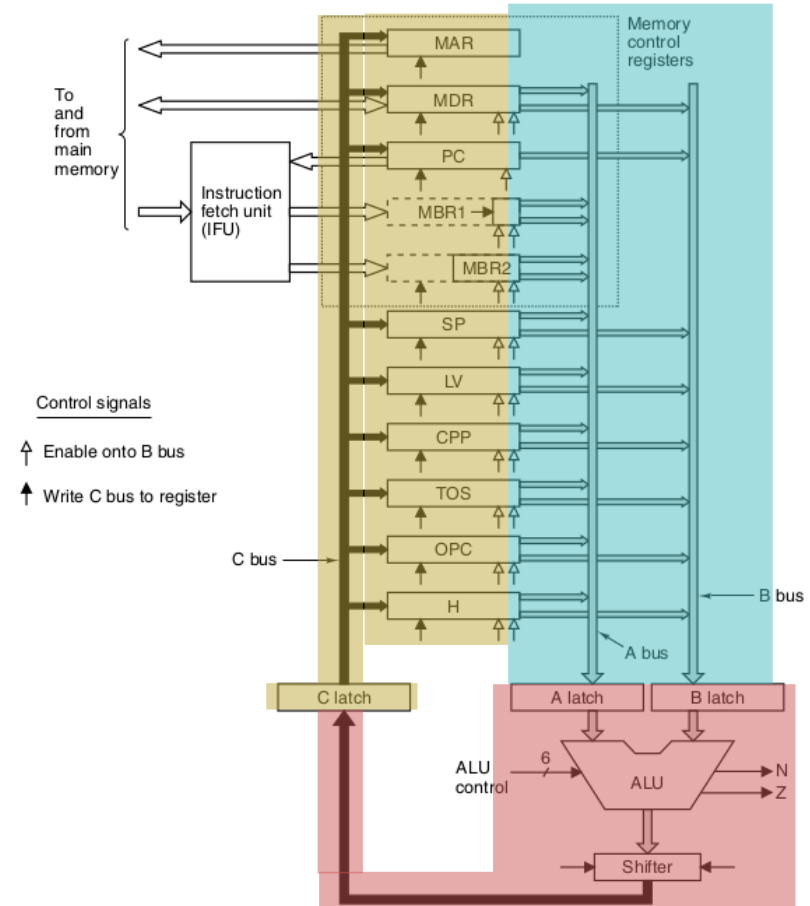 MAR
Memory
control
registers
To
and
from
main
memory
MDR
PC
Instruction
fetch unit
(IFU)
MBR1
MBR2
SP
LV
Control signals
CPP
Enable onto B bus
TOS
Write C bus to register
OPC
C bus
H
B bus
A bus
C latch
A latch
B latch
ALU
control
6
ALU
N
Z
Shifter